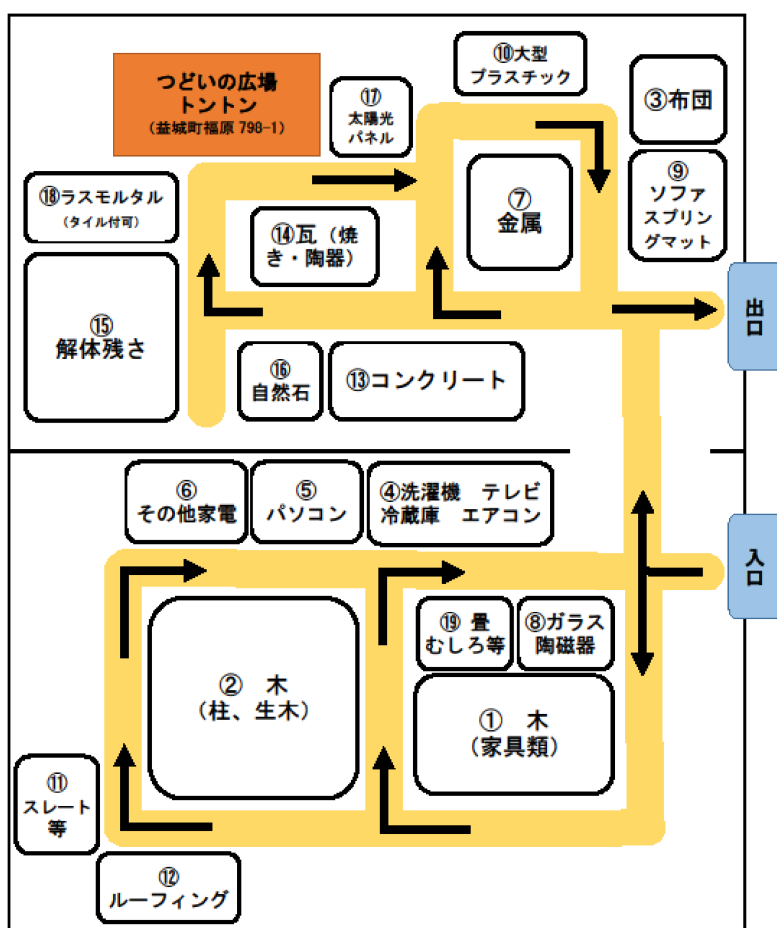 つどいの広場
トントン
（益城町福原 798-1）
⑰
太陽光
パネル
⑩大型
プラスチック
③布団
⑨
ソファ
スプリン
グマット
⑱ラスモルタル
（タイル付可）
⑭瓦（焼
き・陶器）
⑦
金属
⑮
解体残さ
⑯
自然石
⑬コンクリート
出口
⑥
その他家電
⑤
パソコン
④洗濯機　テレビ
冷蔵庫　エアコン
入口
②　木
（柱、生木）
⑲ 畳
むしろ等
⑧ガラス
陶磁器
①　木
（家具類）
⑪
スレート
等
⑫
ルーフィング